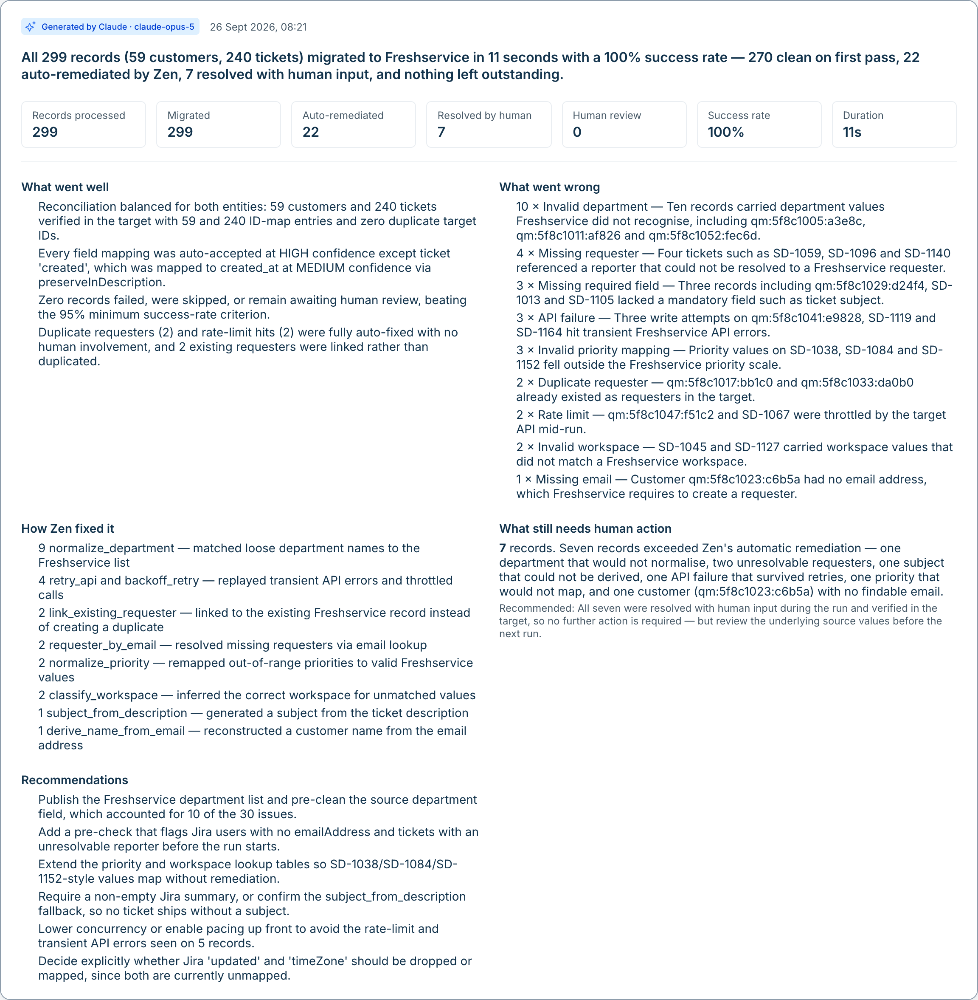 Generated by Claude · claude-opus-5 26 Sept 2026, 08:21
All 299 records (59 customers, 240 tickets) migrated to Freshservice in 11 seconds with a 100% success rate — 270 clean on first pass, 22
auto-remediated by Zen, 7 resolved with human input, and nothing left outstanding.
Records processed
299
Migrated
299
Auto-remediated
22
Resolved by human
7
Human review
0
Success rate
100%
Duration
11s
What went well
Reconciliation balanced for both entities: 59 customers and 240 tickets
verified in the target with 59 and 240 ID-map entries and zero duplicate target
IDs.
Every field mapping was auto-accepted at HIGH confidence except ticket
'created', which was mapped to created_at at MEDIUM confidence via
preserveInDescription.
Zero records failed, were skipped, or remain awaiting human review, beating
the 95% minimum success-rate criterion.
Duplicate requesters (2) and rate-limit hits (2) were fully auto-fixed with no
human involvement, and 2 existing requesters were linked rather than
duplicated.
What went wrong
10 × Invalid department — Ten records carried department values
Freshservice did not recognise, including qm:5f8c1005:a3e8c,
qm:5f8c1011:af826 and qm:5f8c1052:fec6d.
4 × Missing requester — Four tickets such as SD-1059, SD-1096 and SD-1140
referenced a reporter that could not be resolved to a Freshservice requester.
3 × Missing required field — Three records including qm:5f8c1029:d24f4, SD-
1013 and SD-1105 lacked a mandatory field such as ticket subject.
3 × API failure — Three write attempts on qm:5f8c1041:e9828, SD-1119 and
SD-1164 hit transient Freshservice API errors.
3 × Invalid priority mapping — Priority values on SD-1038, SD-1084 and SD-
1152 fell outside the Freshservice priority scale.
2 × Duplicate requester — qm:5f8c1017:bb1c0 and qm:5f8c1033:da0b0
already existed as requesters in the target.
2 × Rate limit — qm:5f8c1047:f51c2 and SD-1067 were throttled by the target
API mid-run.
2 × Invalid workspace — SD-1045 and SD-1127 carried workspace values that
did not match a Freshservice workspace.
1 × Missing email — Customer qm:5f8c1023:c6b5a had no email address,
which Freshservice requires to create a requester.
How Zen fixed it
9 normalize_department — matched loose department names to the
Freshservice list
4 retry_api and backoff_retry — replayed transient API errors and throttled
calls
2 link_existing_requester — linked to the existing Freshservice record instead
of creating a duplicate
2 requester_by_email — resolved missing requesters via email lookup
2 normalize_priority — remapped out-of-range priorities to valid Freshservice
values
2 classify_workspace — inferred the correct workspace for unmatched values
1 subject_from_description — generated a subject from the ticket description
1 derive_name_from_email — reconstructed a customer name from the email
address
What still needs human action
7 records. Seven records exceeded Zen's automatic remediation — one
department that would not normalise, two unresolvable requesters, one subject
that could not be derived, one API failure that survived retries, one priority that
would not map, and one customer (qm:5f8c1023:c6b5a) with no findable email.
Recommended: All seven were resolved with human input during the run and verified in the
target, so no further action is required — but review the underlying source values before the
next run.
Recommendations
Publish the Freshservice department list and pre-clean the source department
field, which accounted for 10 of the 30 issues.
Add a pre-check that flags Jira users with no emailAddress and tickets with an
unresolvable reporter before the run starts.
Extend the priority and workspace lookup tables so SD-1038/SD-1084/SD-
1152-style values map without remediation.
Require a non-empty Jira summary, or confirm the subject_from_description
fallback, so no ticket ships without a subject.
Lower concurrency or enable pacing up front to avoid the rate-limit and
transient API errors seen on 5 records.
Decide explicitly whether Jira 'updated' and 'timeZone' should be dropped or
mapped, since both are currently unmapped.